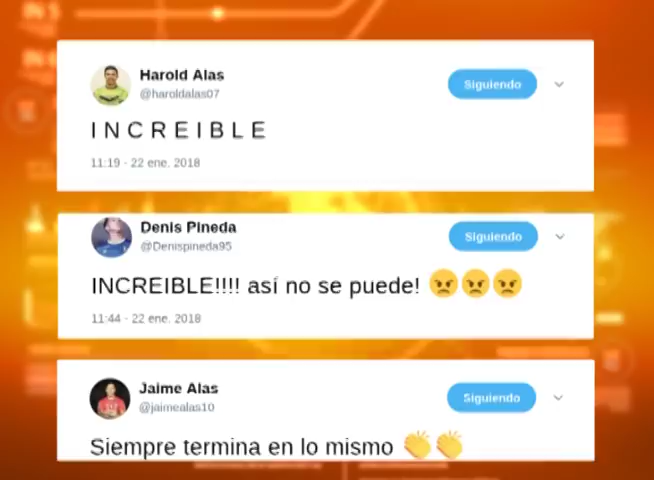 Harold Alas
Siguiendo
@haroldalas07
I N C R E I B L E
11:19 - 22 ene. 2018
Denis Pineda
Siguiendo
@Denispineda95
INCREIBLE!!!! así no se puede! 😠😠😠
11:44 - 22 ene. 2018
Jaime Alas
Siguiendo
@jaimealas10
Siempre termina en lo mismo 👏👏